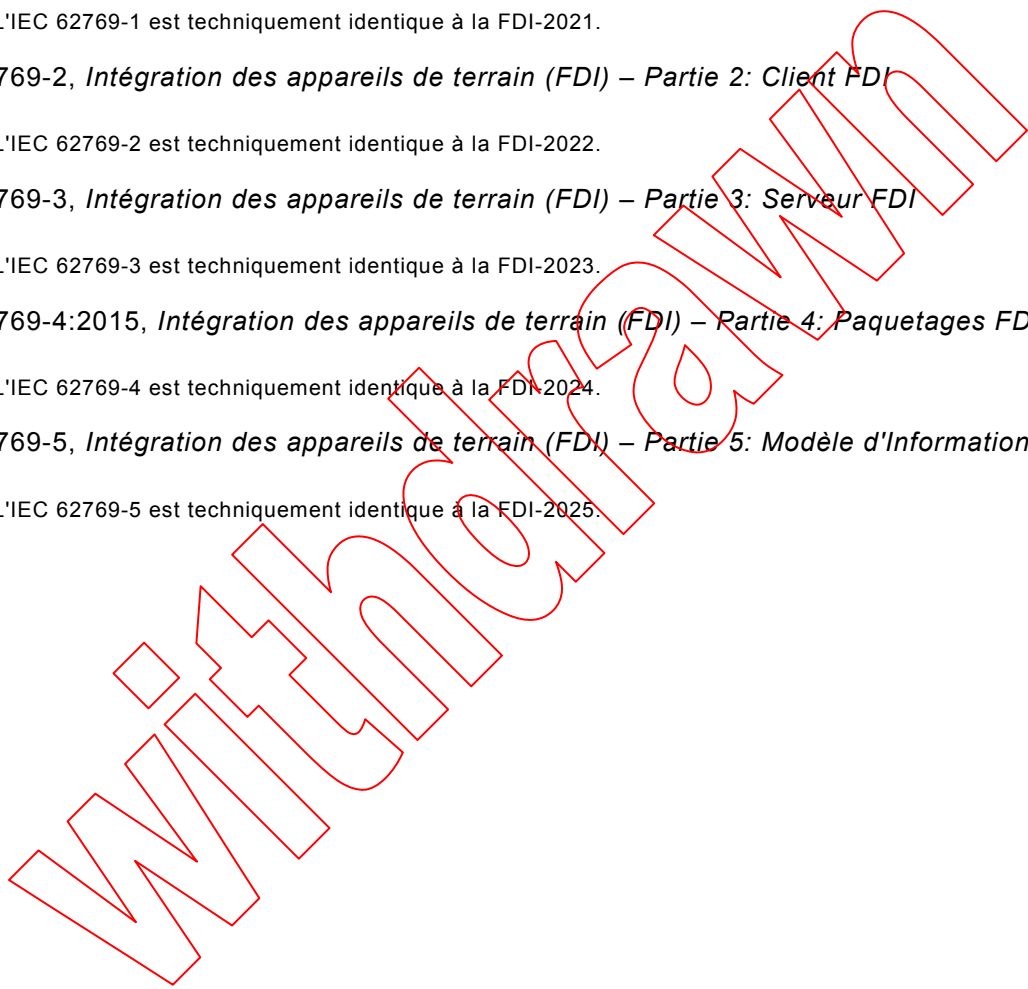 L'IEC 62769-1 est techniquement identique à la FDI-2021.
769-2, Intégration des appareils de terrain (FDI) – Partie 2: Client FDI
L'IEC 62769-2 est techniquement identique à la FDI-2022.
769-3, Intégration des appareils de terrain (FDI) – Partie 3: Serveur FDI
L'IEC 62769-3 est techniquement identique à la FDI-2023.
769-4:2015, Intégration des appareils de terrain (FDI) – Partie 4: Paquetages FD
L'IEC 62769-4 est techniquement identique à la FDI-2024.
769-5, Intégration des appareils de terrain (FDI) – Partie 5: Modèle d'Information
L'IEC 62769-5 est techniquement identique à la FDI-2025.
withdrawn